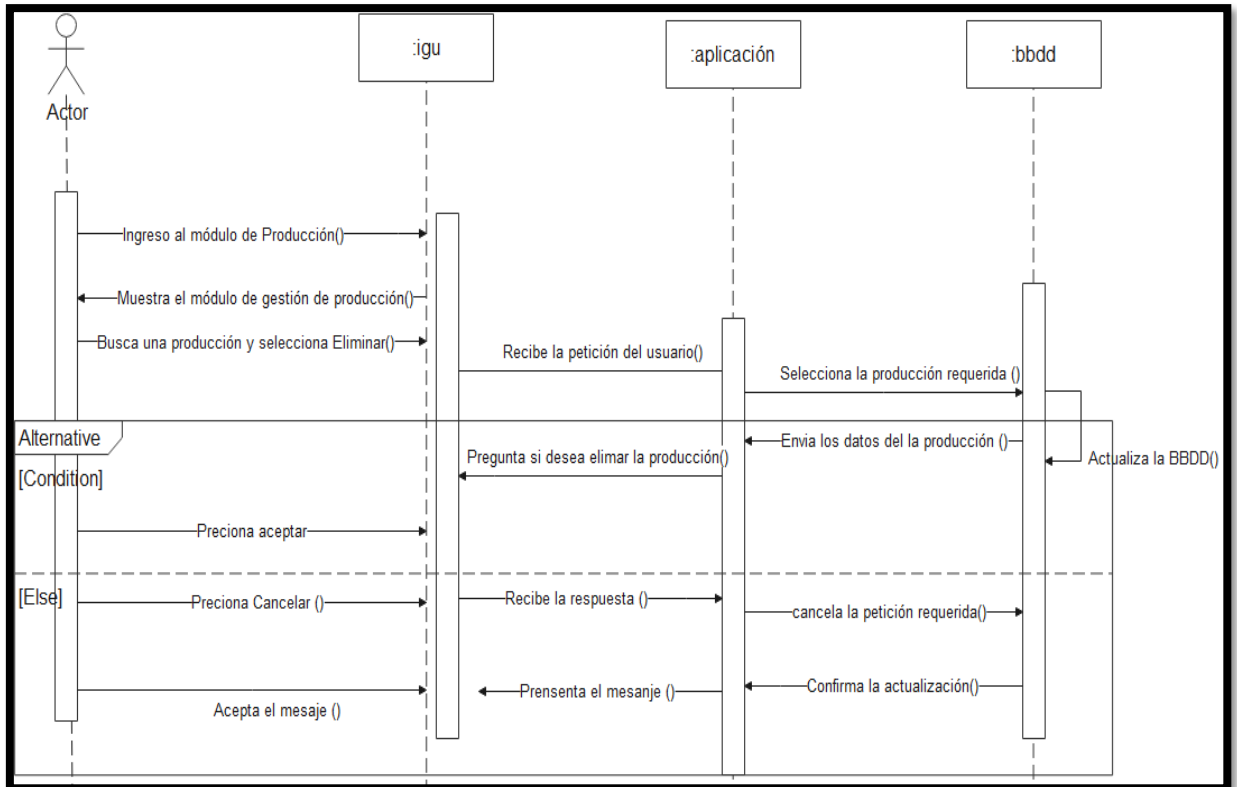 :igu
:aplicación
:bbdd
Actor
Ingreso al módulo de Producción()
Muestra el módulo de gestión de producción()
Busca una producción y selecciona Eliminar()
Recibe la petición del usuario()
Selecciona la producción requerida ()
Alternative
Envia los datos del la producción ()
Pregunta si desea elimar la producción()
Actualiza la BBDD()
[Condition]
Preciona aceptar
[Else]
Preciona Cancelar ()
Recibe la respuesta ()
cancela la petición requerida()
Confirma la actualización()
Prensenta el mesanje ()
Acepta el mesaje ()